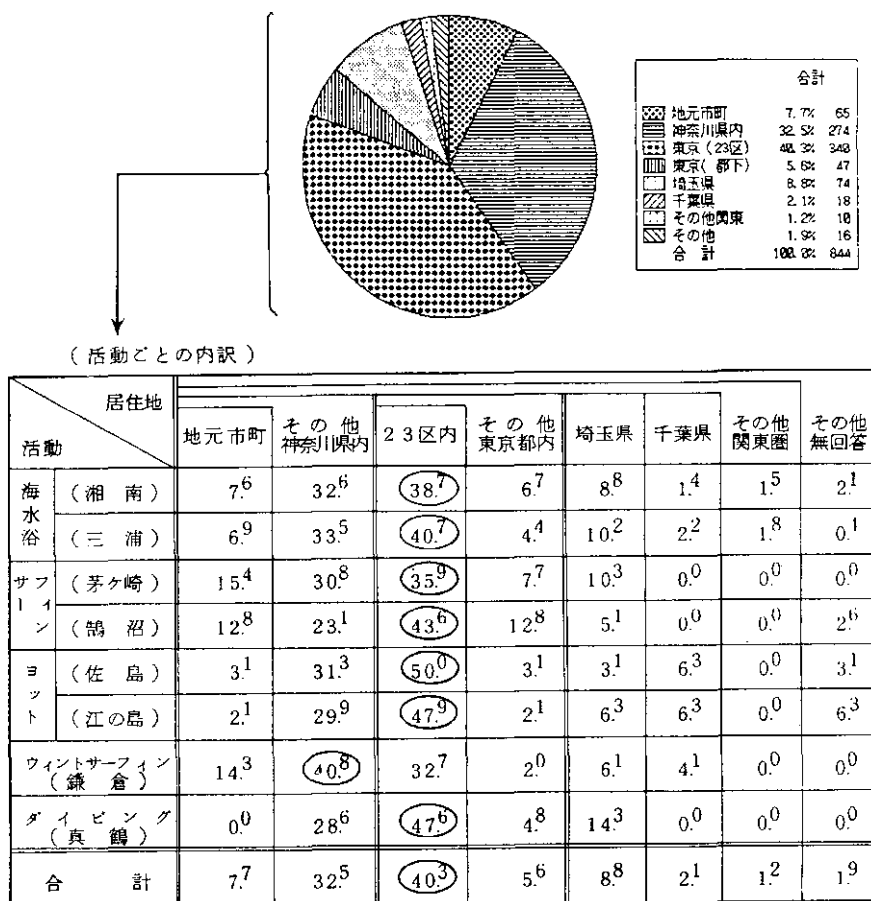 合計
地元市町 7.7% 65
神奈川県内 32.5% 274
東京(23区) 40.3% 340
東京(都下) 5.6% 47
埼玉県 8.8% 74
千葉県 2.1% 18
その他関東 1.2% 10
その他 1.9% 16
合計 100.0% 844
(活動ごとの内訳)
居住地
活動
地元市町 その他神奈川県内 23区内 その他東京都内 埼玉県 千葉県 その他関東圏 その他無回答
海水浴 (湘南) 7.6 32.6 38.7 6.7 8.8 1.4 1.5 2.1
(三浦) 6.9 33.5 40.7 4.4 10.2 2.2 1.8 0.1
サーフィン (茅ケ崎) 15.4 30.8 35.9 7.7 10.3 0.0 0.0 0.0
(鵠沼) 12.8 23.1 43.6 12.8 5.1 0.0 0.0 2.6
ヨット (佐島) 3.1 31.3 50.0 3.1 3.1 6.3 0.0 3.1
(江の島) 2.1 29.9 47.9 2.1 6.3 6.3 0.0 6.3
ウィントサーフィン(鎌倉) 14.3 40.8 32.7 2.0 6.1 4.1 0.0 0.0
ダイビング(真鶴) 0.0 28.6 47.6 4.8 14.3 0.0 0.0 0.0
合計 7.7 32.5 40.3 5.6 8.8 2.1 1.2 1.9